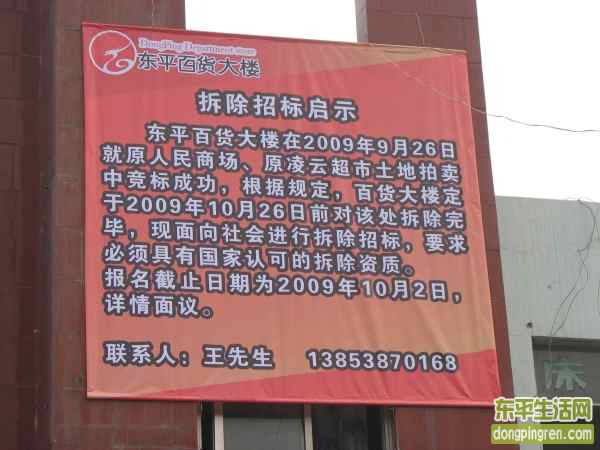 DongPing Department store
东平百货大楼
拆除招标启示
东平百货大楼在2009年9月26日
就原人民商场、原凌云超市土地拍卖
中竞标成功，根据规定，百货大楼定
于2009年10月26日前对该处拆除完
毕，现面向社会进行拆除招标，要求
必须具有国家认可的拆除资质。
报名截止日期为2009年10月2日，
详情面议。
联系人：王先生 13853870168
床
东平生活网
dongpingren.com